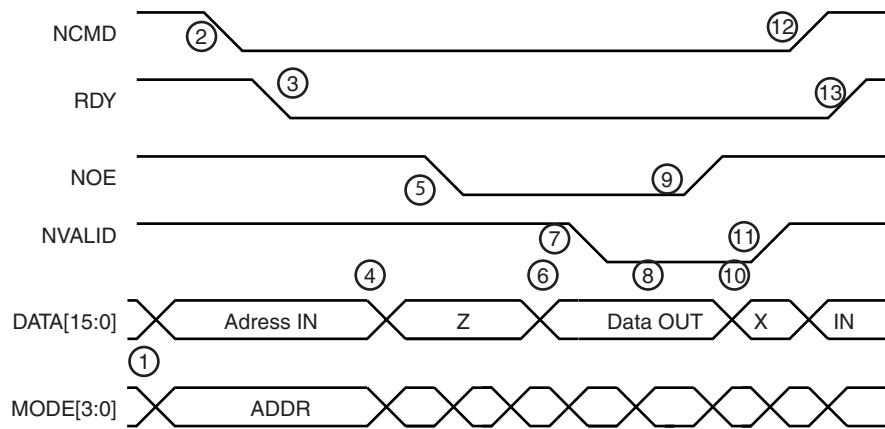 NCMD
2
12
RDY
3
13
NOE
5
9
NVALID
7
11
4
6
8
10
DATA[15:0]
Adress IN
Z
Data OUT
X
IN
1
MODE[3:0]
ADDR